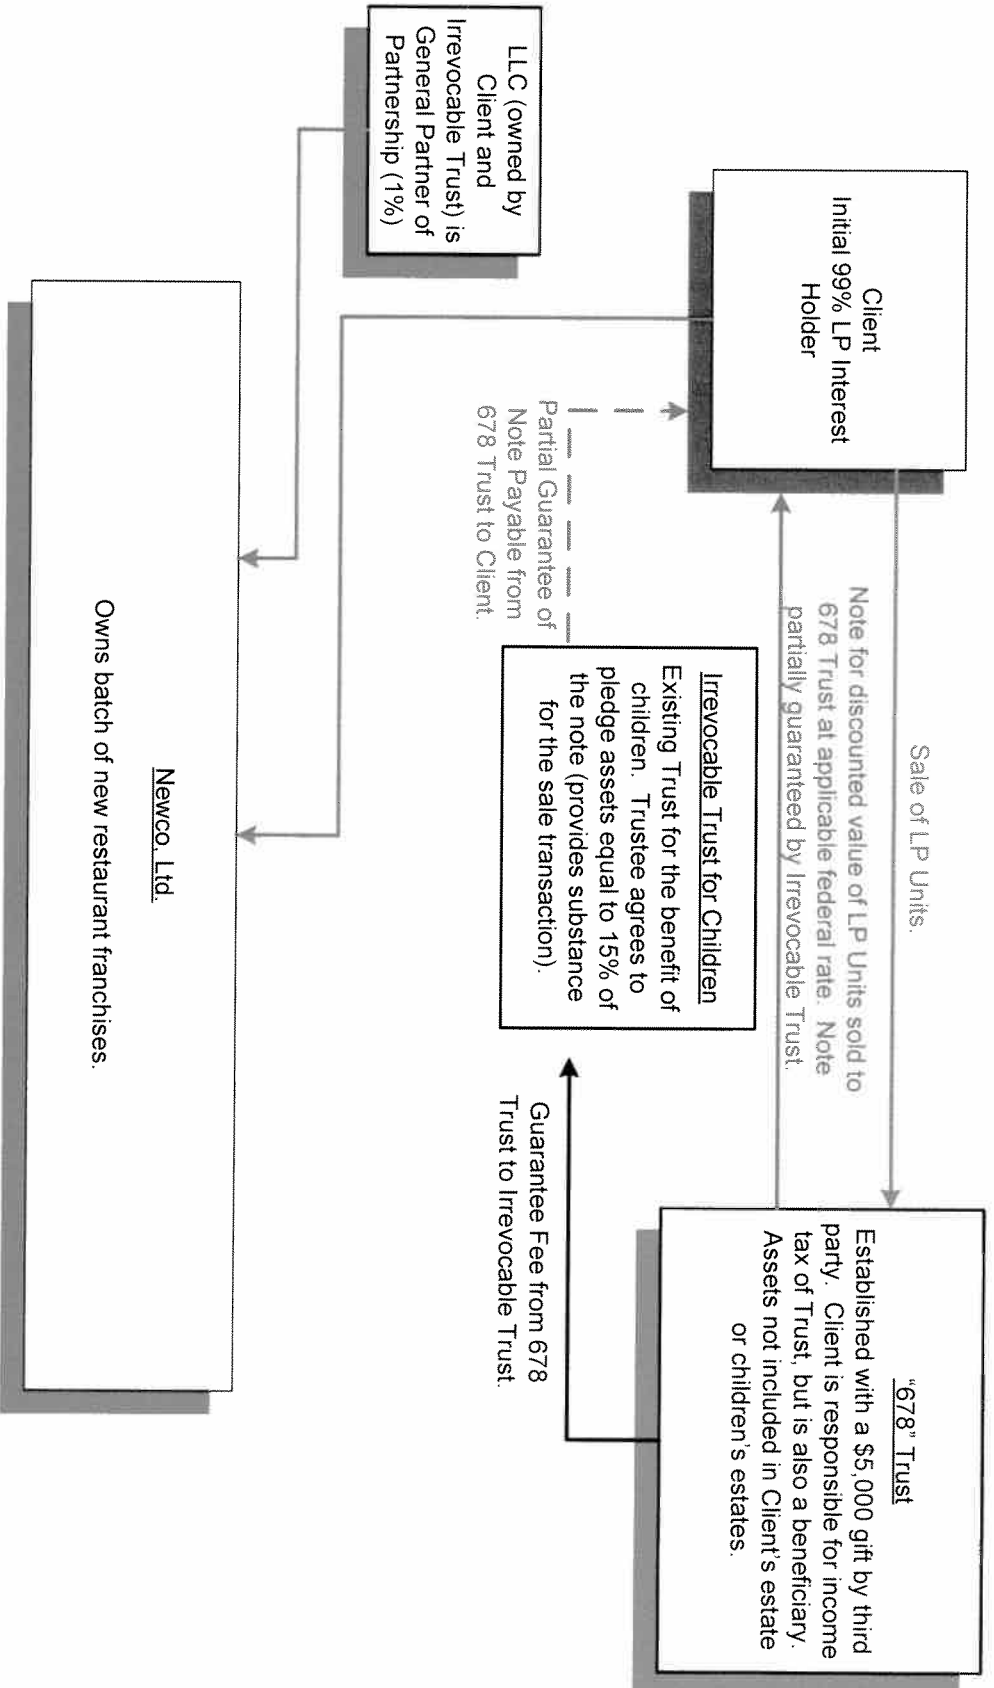 Client
Initial 99% LP Interest
Holder
Sale of LP Units.
Note for discounted value of LP Units sold to
678 Trust at applicable federal rate. Note
partially guaranteed by Irrevocable Trust.
"678" Trust
Established with a $5,000 gift by third
party. Client is responsible for income
tax of Trust, but is also a beneficiary.
Assets not included in Client's estate
or children's estates.
LLC (owned by
Client and
Irrevocable Trust) is
General Partner of
Partnership (1%)
Partial Guarantee of
Note Payable from
678 Trust to Client.
Irrevocable Trust for Children
Existing Trust for the benefit of
children. Trustee agrees to
pledge assets equal to 15% of
the note (provides substance
for the sale transaction).
Guarantee Fee from 678
Trust to Irrevocable Trust.
Newco, Ltd.
Owns batch of new restaurant franchises.